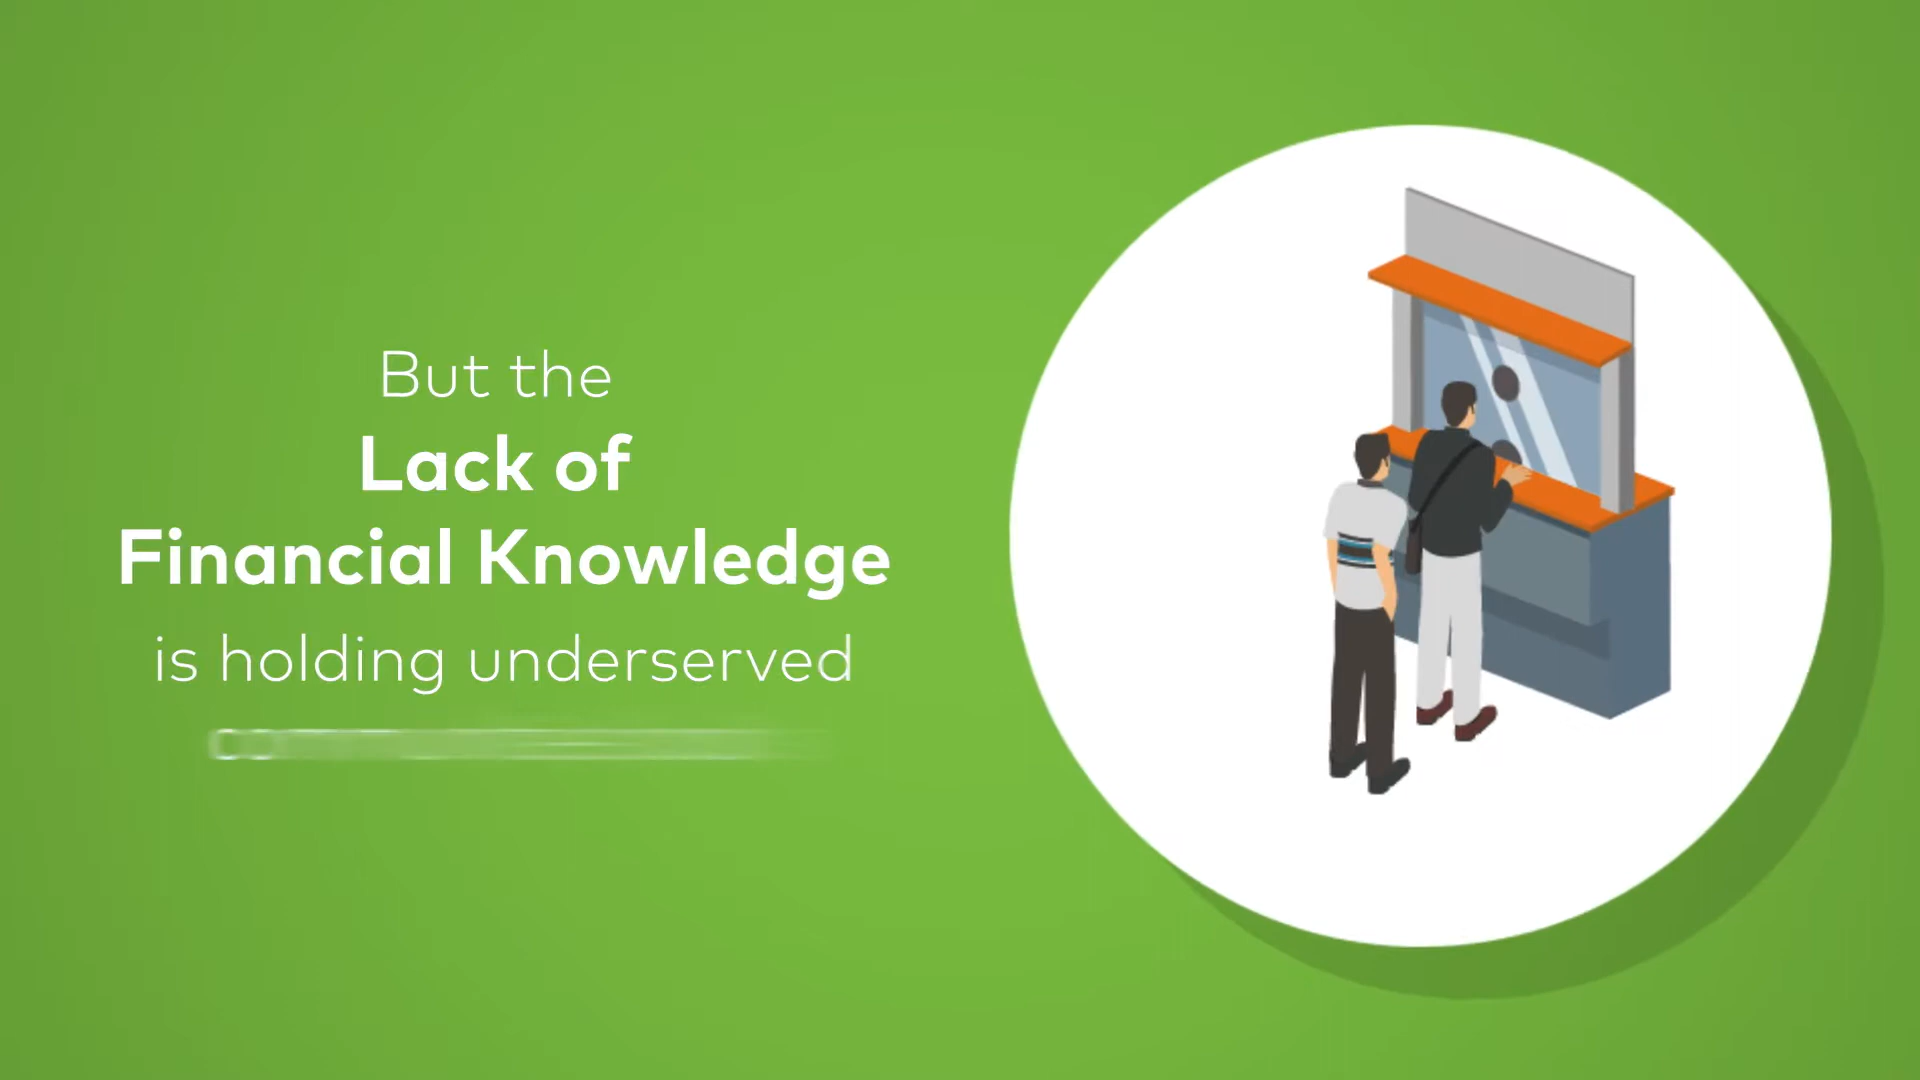 But the
Lack of
Financial Knowledge
is holding underserved